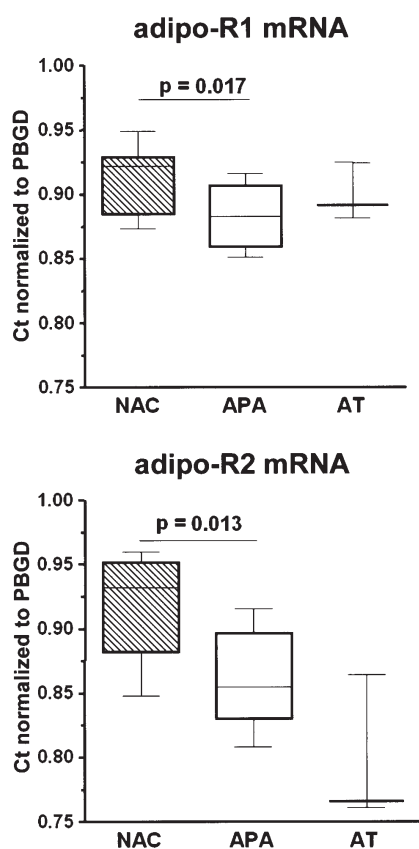 adipo-R1 mRNA
1.00
p = 0.017
0.95
0.90
0.85
0.80
0.75
Ct normalized to PBGD
NAC APA AT
adipo-R2 mRNA
1.00
p = 0.013
0.95
0.90
0.85
0.80
0.75
Ct normalized to PBGD
NAC APA AT